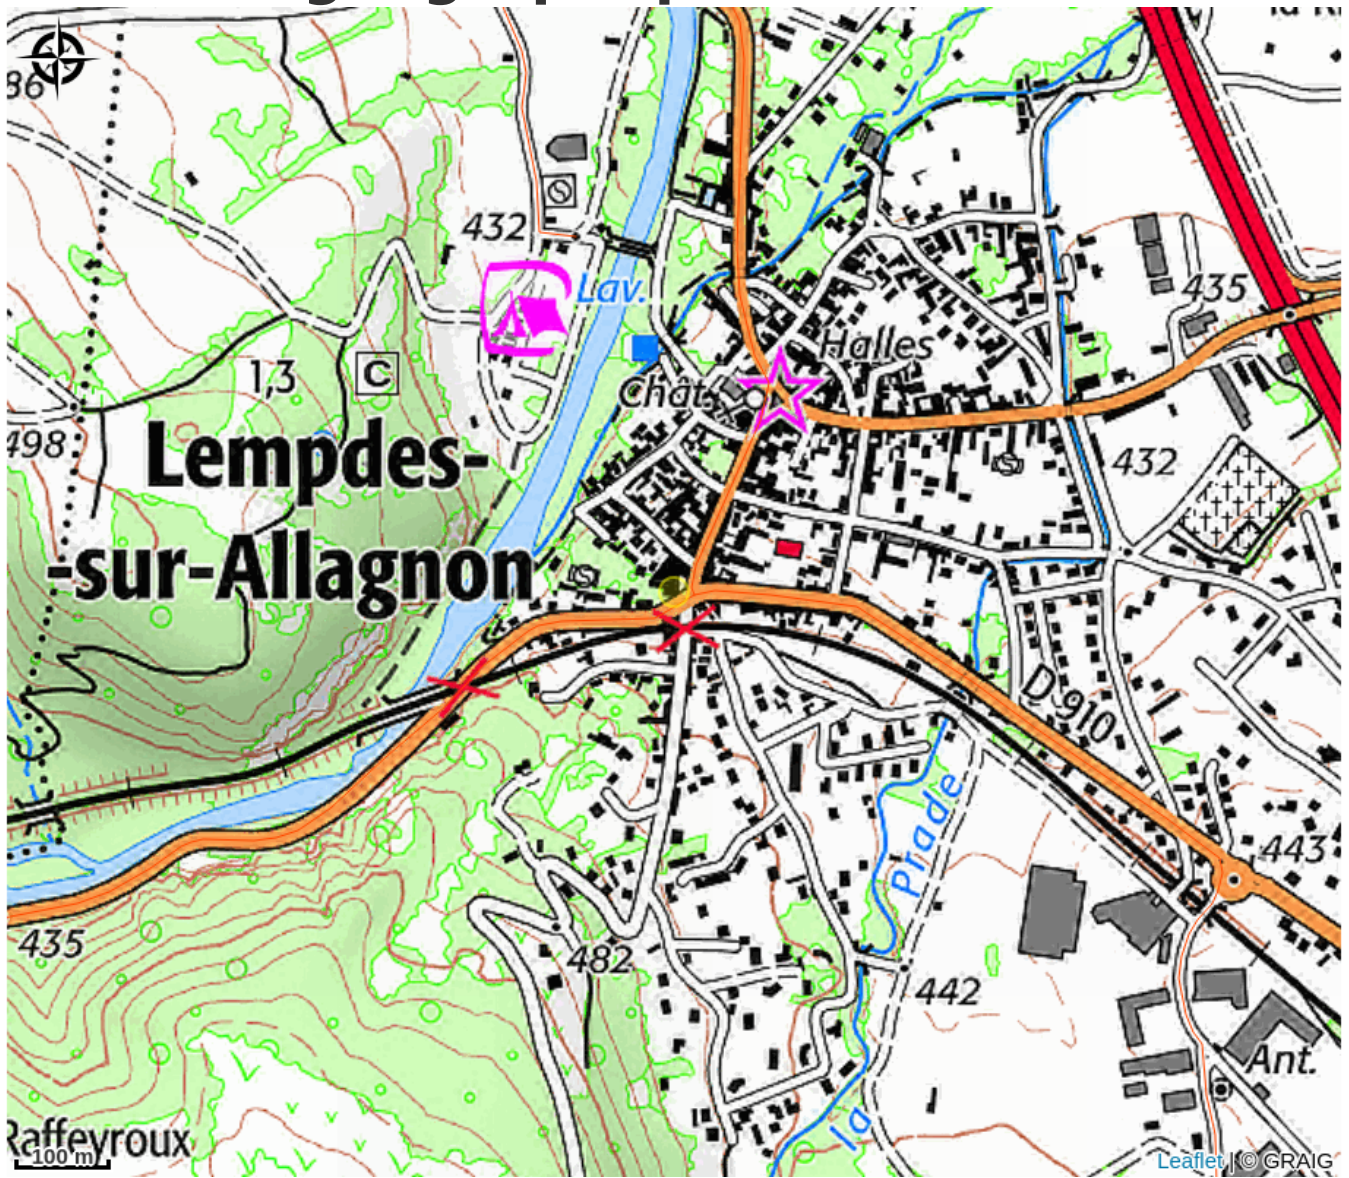 86
432
Lav.
435
Halles
1,3
C
Chât.
498
432
Lempdes-
-sur-Allagnon
D 910
Prade
443
435
482
442
Ant.
la
Raffeyroux
100 m
Leaflet | © GRAIG